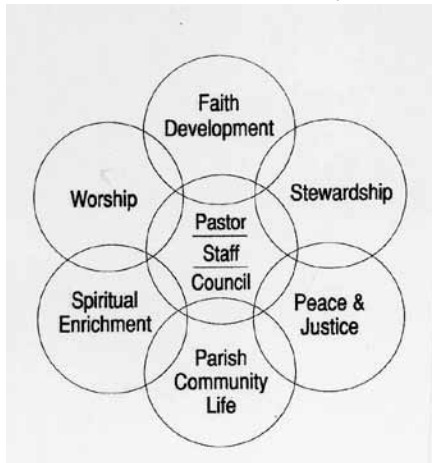 Faith
Development
Worship
Stewardship
Pastor
Staff
Council
Spiritual
Enrichment
Peace &
Justice
Parish
Community
Life